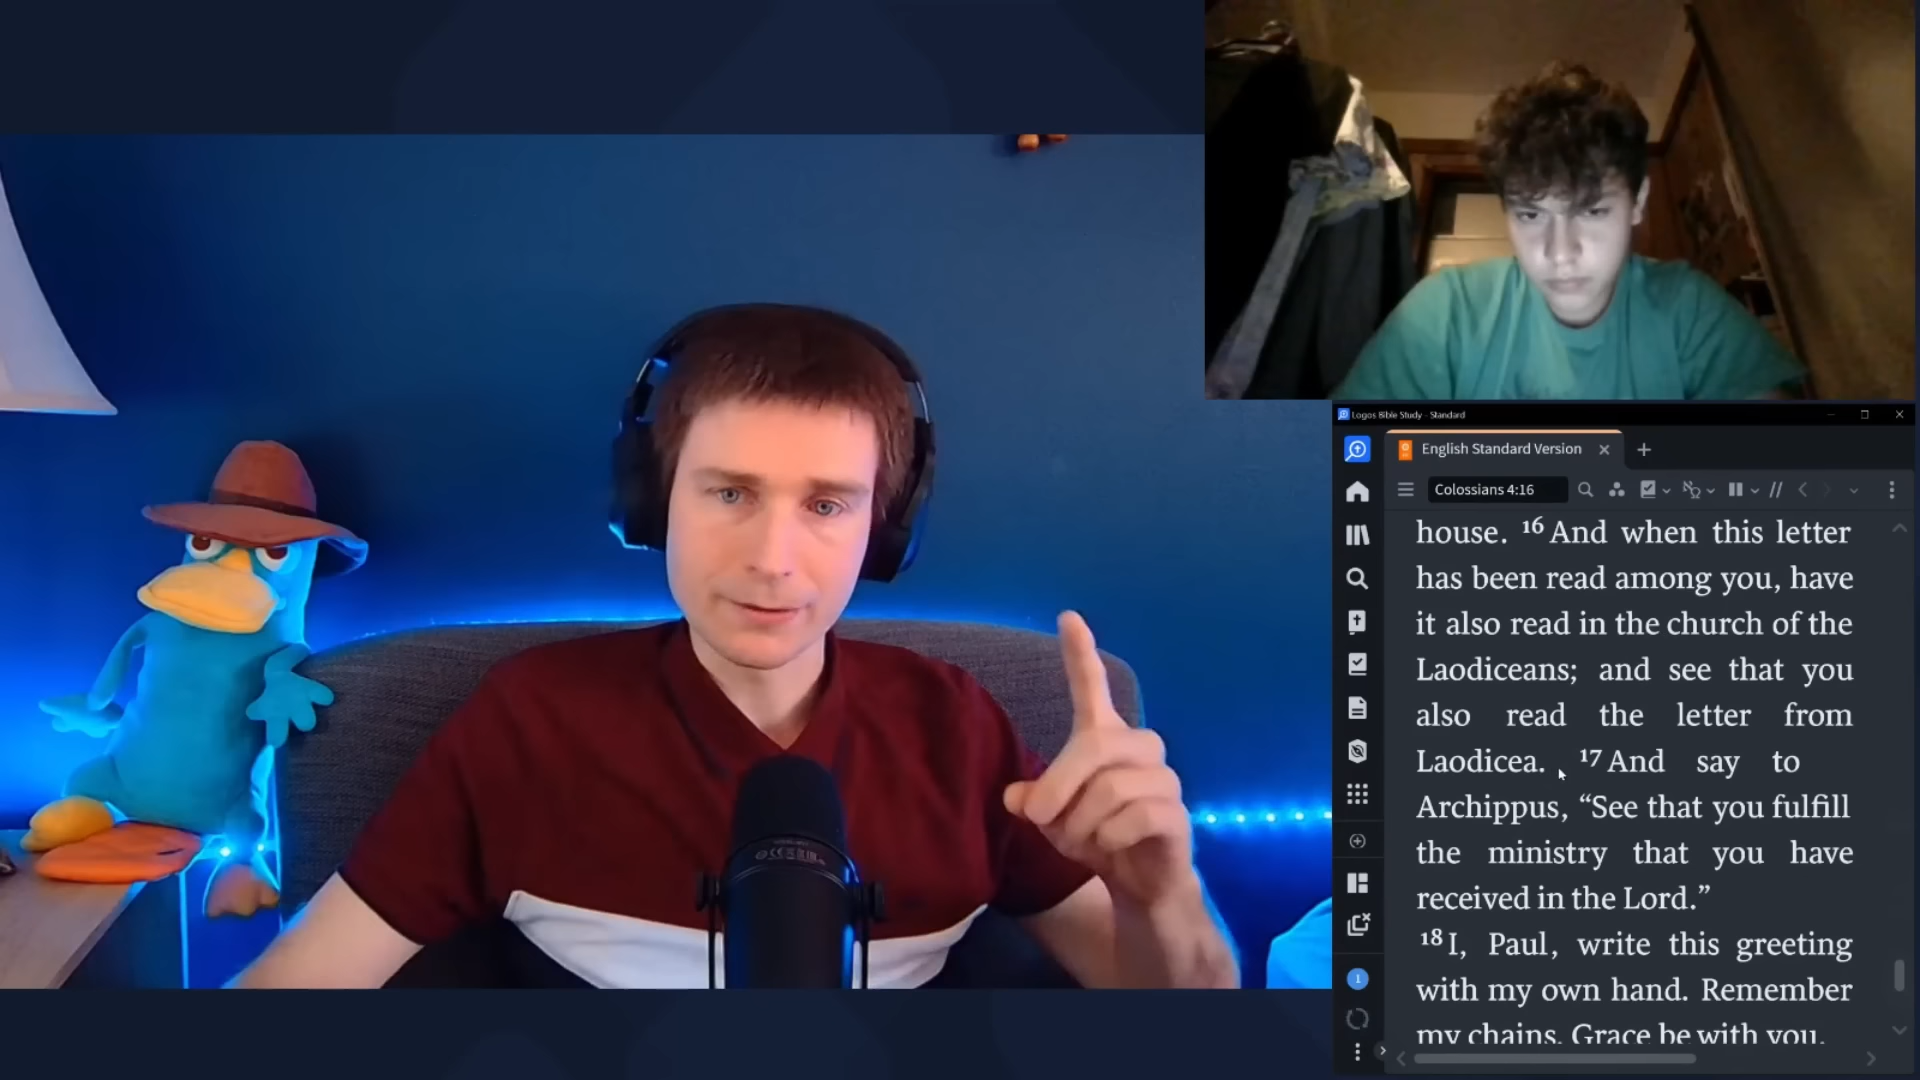 Logos Bible Study - Standard
English Standard Version
Colossians 4:16
house. 16 And when this letter
has been read among you, have
it also read in the church of the
Laodiceans; and see that you
also read the letter from
Laodicea. 17 And say to
Archippus, “See that you fulfill
the ministry that you have
received in the Lord.”
18 I, Paul, write this greeting
with my own hand. Remember
my chains. Grace be with you.